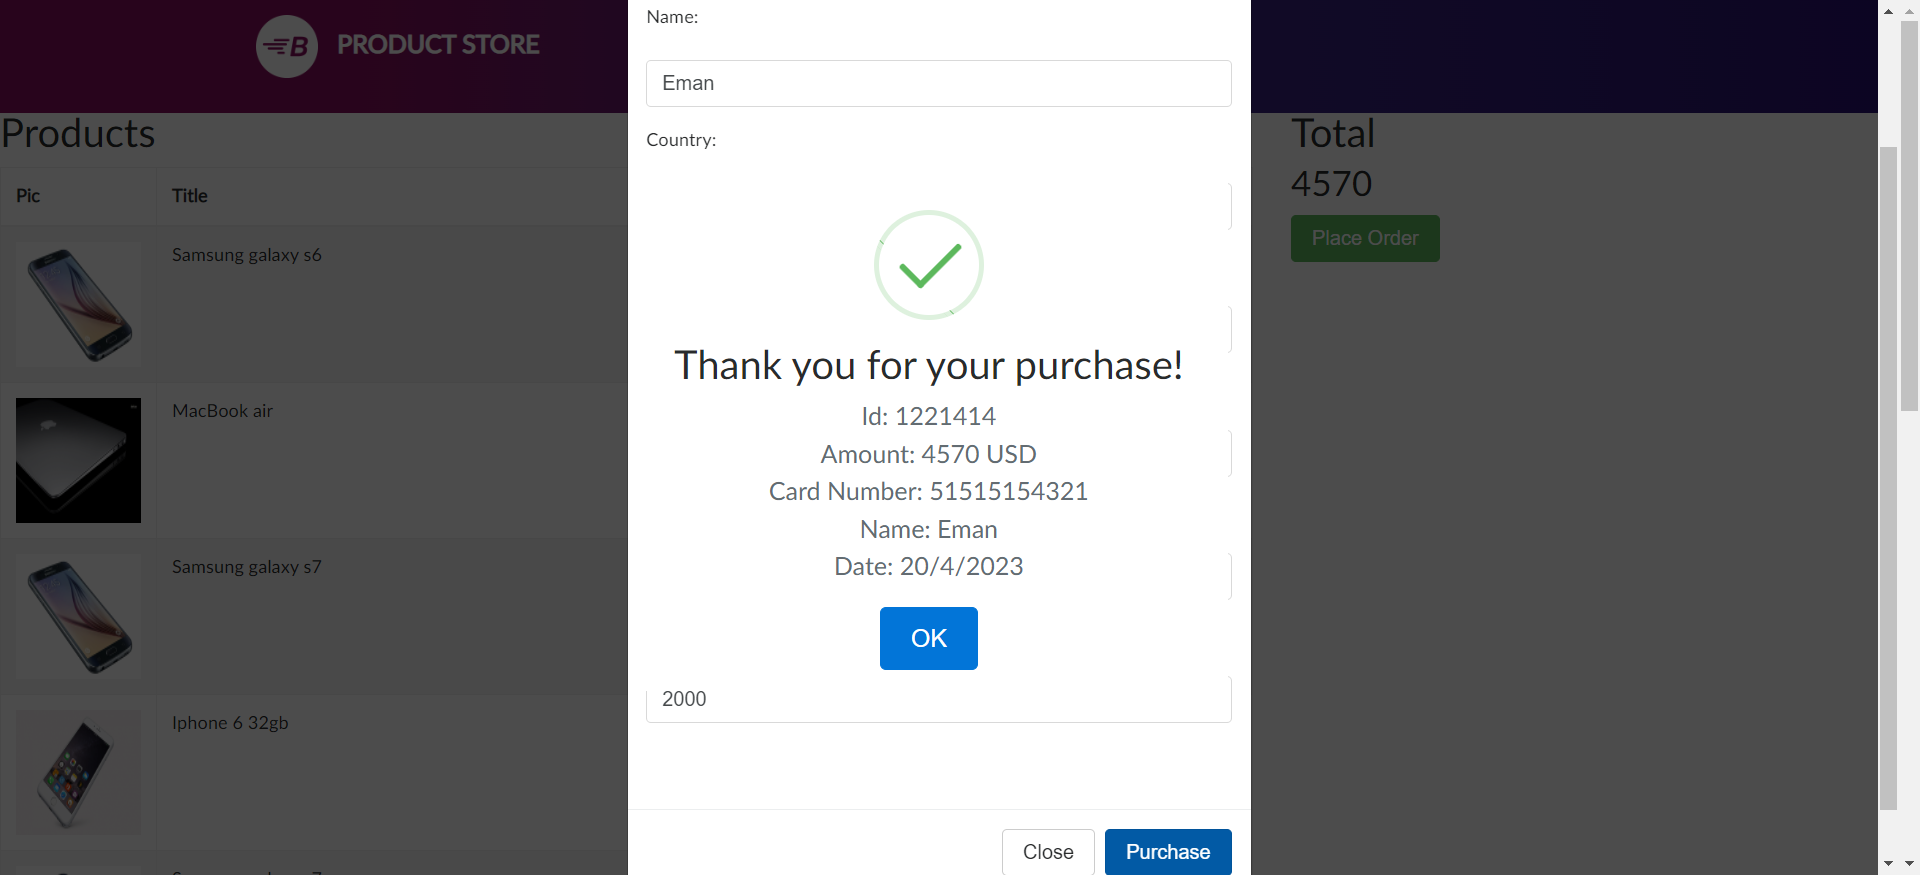 B PRODUCT STORE
Products
Pic Title
Samsung galaxy s6
MacBook air
Samsung galaxy s7
Iphone 6 32gb
Name:
Eman
Country:
Thank you for your purchase!
Id: 1221414
Amount: 4570 USD
Card Number: 51515154321
Name: Eman
Date: 20/4/2023
OK
2000
Close Purchase
Total
4570
Place Order